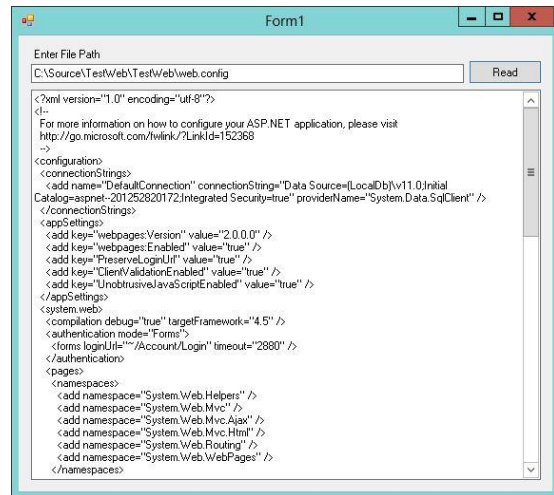 Form1
Enter File Path
C:\Source\TestWeb\TestWeb\web.config
Read
<?xml version="1.0" encoding="utf-8"?>
<!--
For more information on how to configure your ASP.NET application, please visit
http://go.microsoft.com/fwlink/?LinkId=152368
-->
<configuration>
<connectionStrings>
<add name="DefaultConnection" connectionString="Data Source=(LocalDb)\v11.0;Initial
Catalog=aspnet--201252820172;Integrated Security=true" providerName="System.Data.SqlClient" />
</connectionStrings>
<appSettings>
<add key="webpages:Version" value="2.0.0.0" />
<add key="webpages:Enabled" value="true" />
<add key="PreserveLoginUrl" value="true" />
<add key="ClientValidationEnabled" value="true" />
<add key="UnobtrusiveJavaScriptEnabled" value="true" />
</appSettings>
<system.web>
<compilation debug="true" targetFramework="4.5" />
<authentication mode="Forms">
<forms loginUrl="~/Account/Login" timeout="2880" />
</authentication>
<pages>
<namespaces>
<add namespace="System.Web.Helpers" />
<add namespace="System.Web.Mvc" />
<add namespace="System.Web.Mvc.Ajax" />
<add namespace="System.Web.Mvc.Html" />
<add namespace="System.Web.Routing" />
<add namespace="System.Web.WebPages" />
</namespaces>